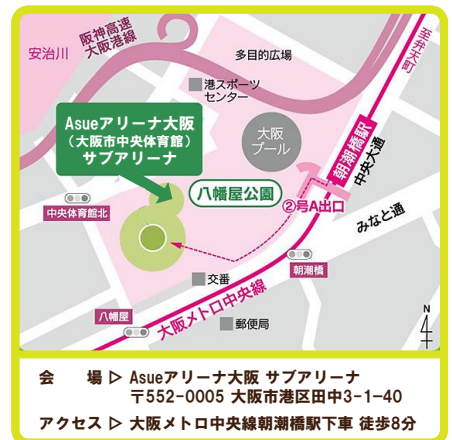 安治川
阪神高速
大阪港線
多目的広場
至弁天町
港スポーツ
センター
Asueアリーナ大阪
(大阪市中央体育館)
サブアリーナ
大阪
プール
朝潮橋駅
中央大通
八幡屋公園
②号A出口
中央体育館北
みなと通
朝潮橋
交番
八幡屋
大阪メトロ中央線
郵便局
N
4
会 場 ▷ Asueアリーナ大阪 サブアリーナ
〒552-0005 大阪市港区田中3-1-40
アクセス ▷ 大阪メトロ中央線朝潮橋駅下車 徒歩8分